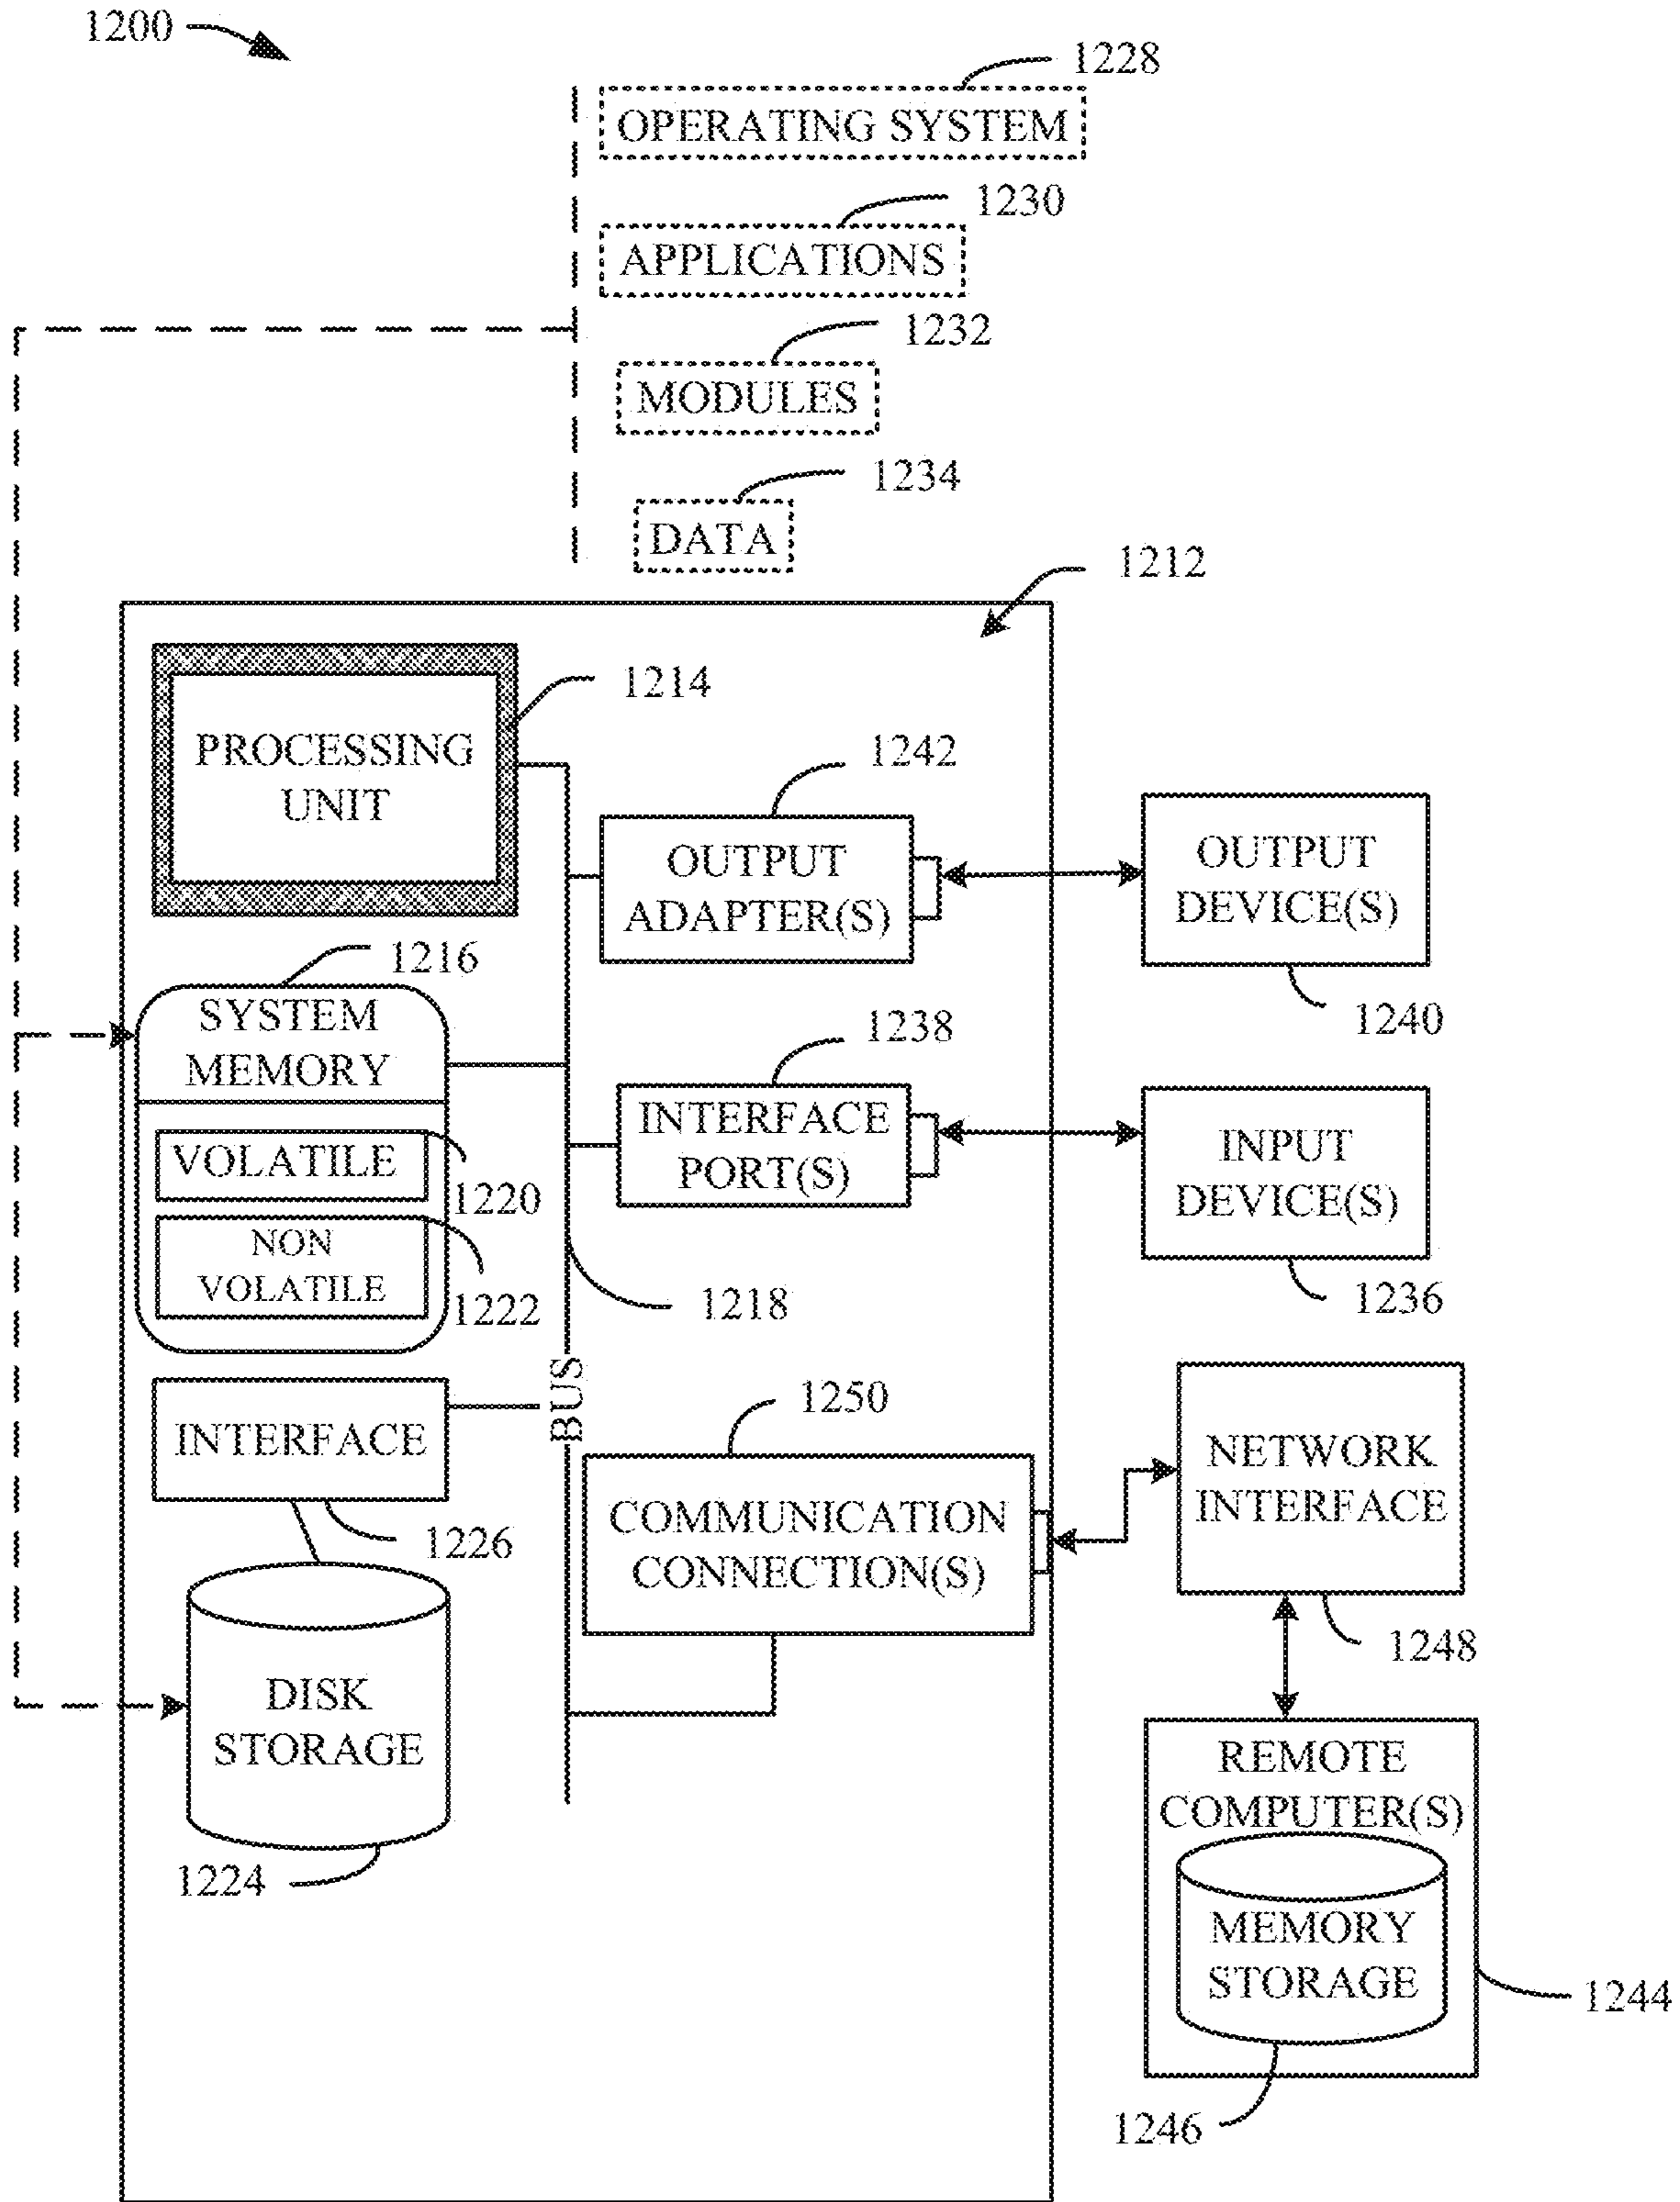 1200
1228
OPERATING SYSTEM
1230
APPLICATIONS
1232
MODULES
1234
DATA
1212
1214
PROCESSING
UNIT
1242
OUTPUT
ADAPTER(S)
OUTPUT
DEVICE(S)
1240
1216
SYSTEM
MEMORY
VOLATILE
1220
NON
VOLATILE
1222
1238
INTERFACE
PORT(S)
INPUT
DEVICE(S)
1236
1218
BUS
INTERFACE
1226
1250
COMMUNICATION
CONNECTION(S)
NETWORK
INTERFACE
1248
DISK
STORAGE
1224
REMOTE
COMPUTER(S)
MEMORY
STORAGE
1244
1246